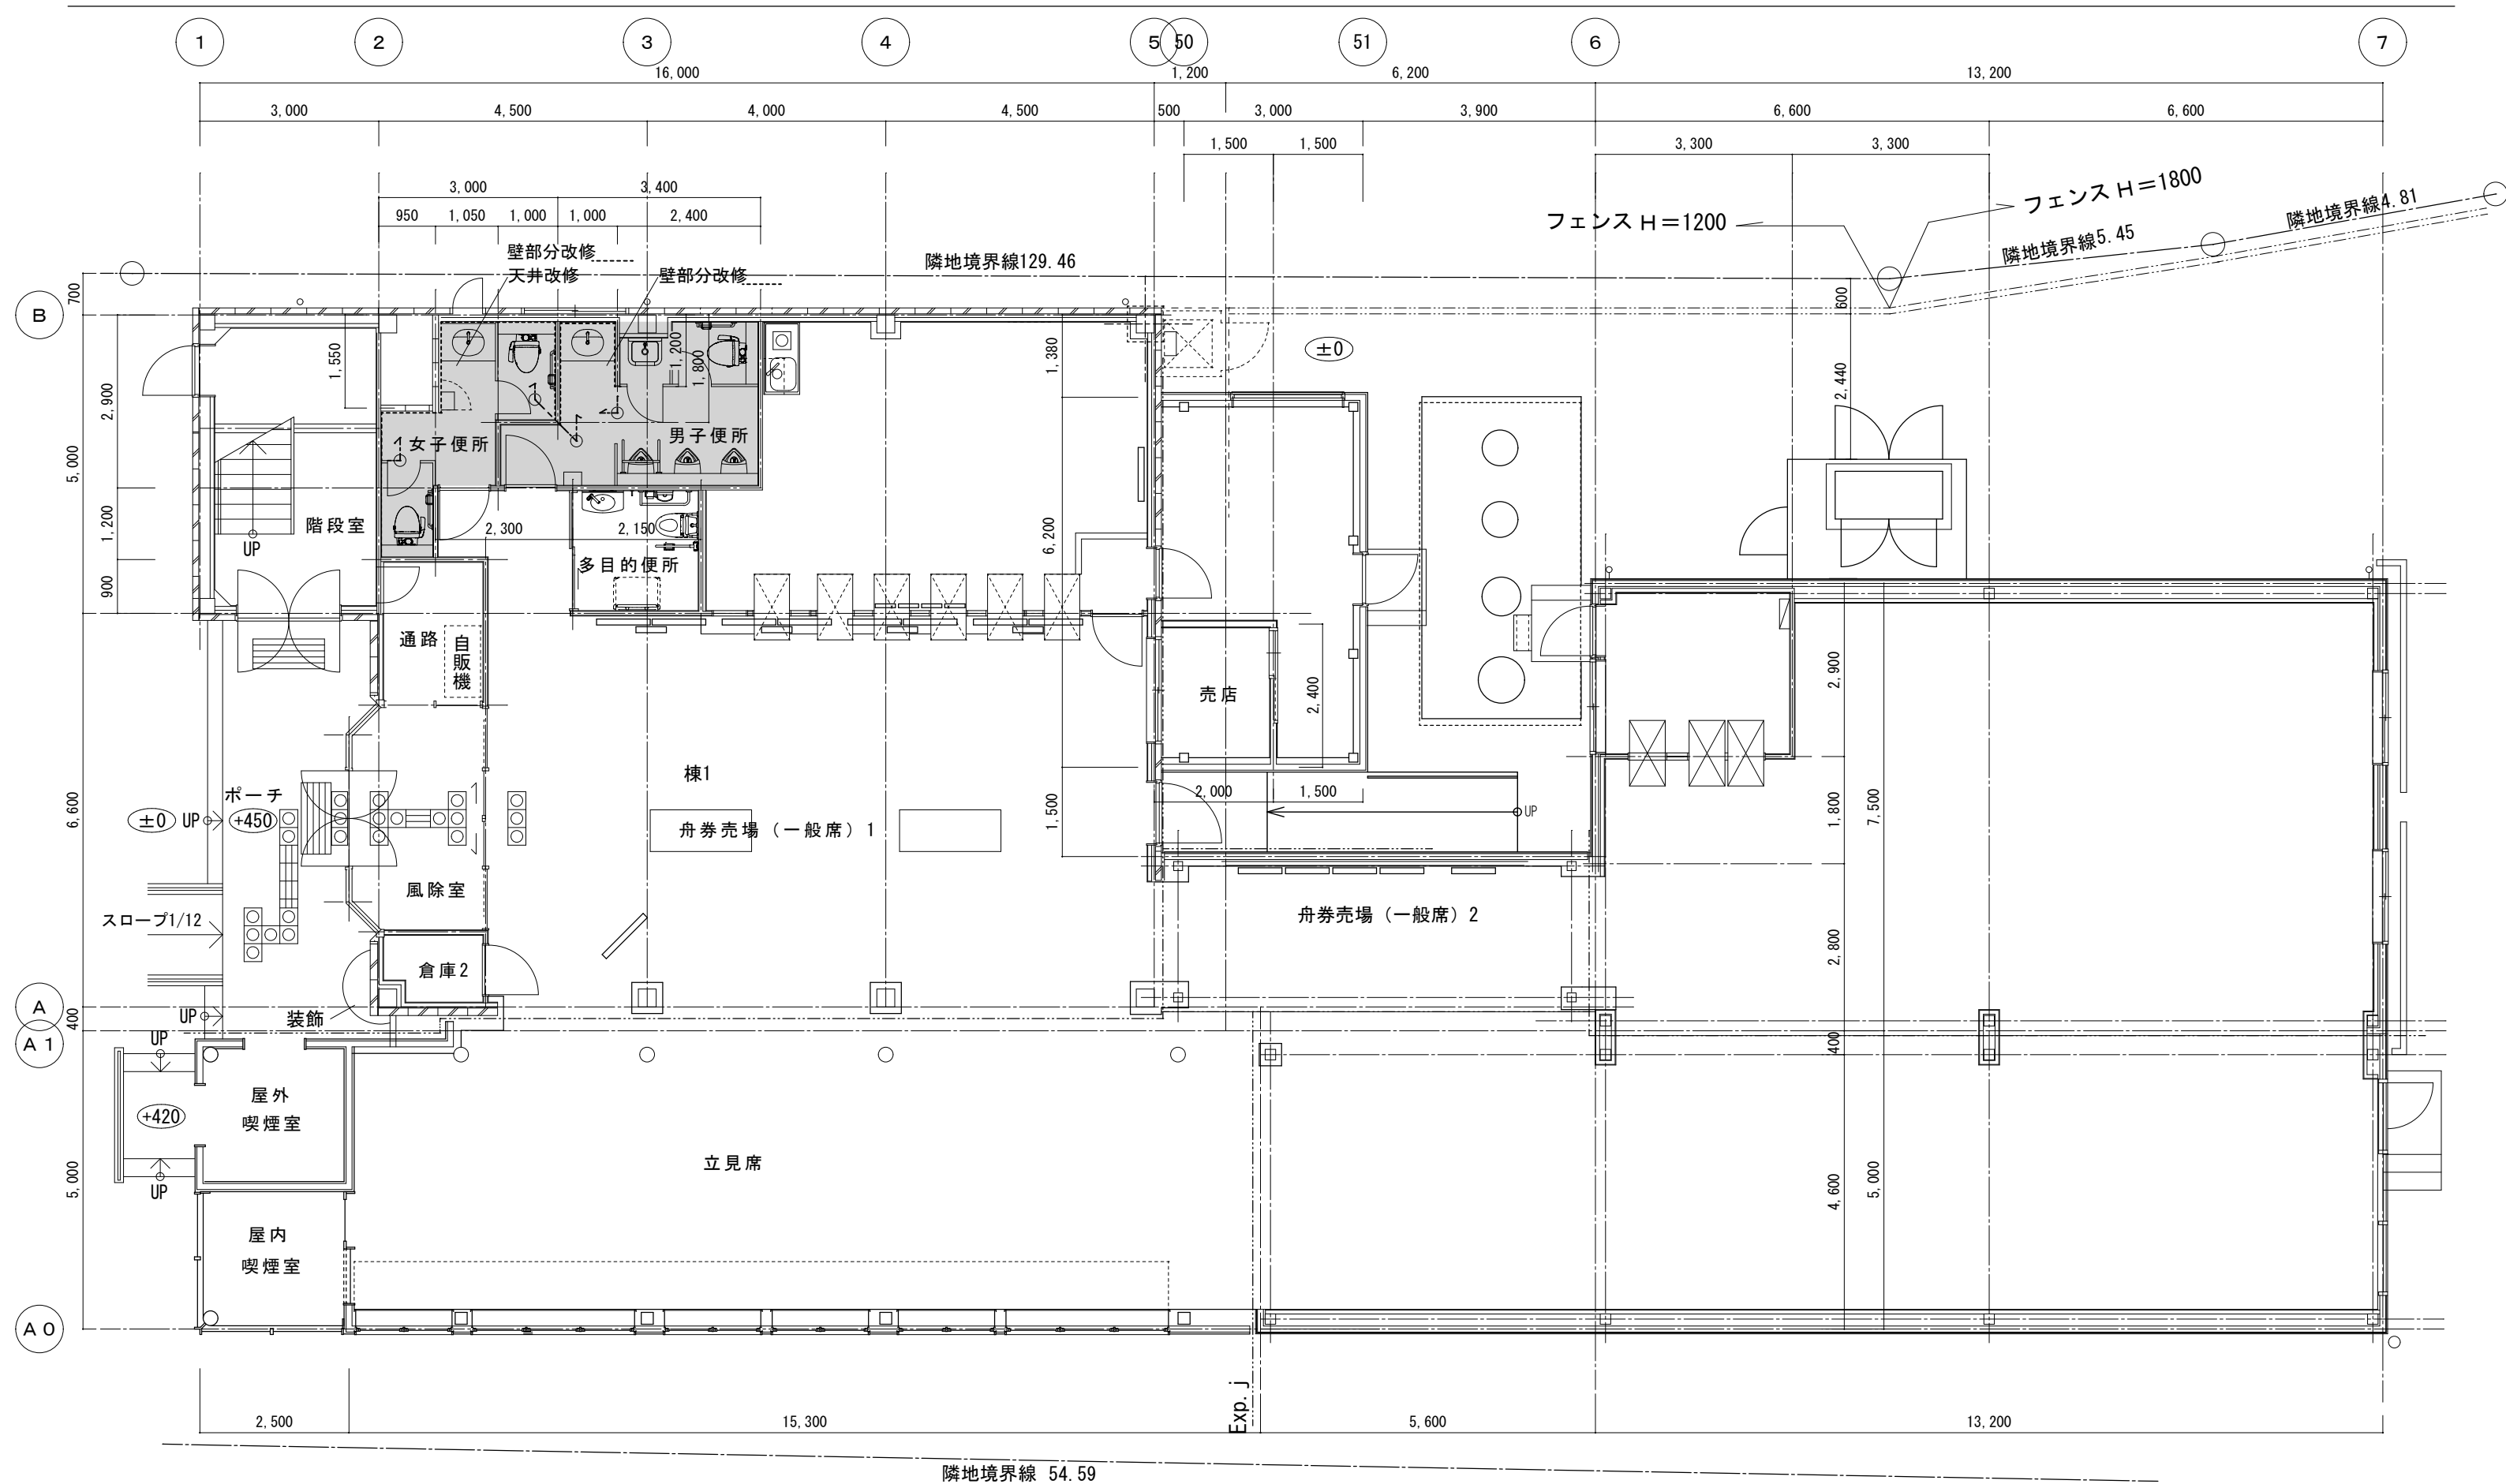 1 2 3 4 5 50 51 6 7
16,000 1,200 6,200 13,200
3,000 4,500 4,000 4,500 500 3,000 3,900 6,600 6,600
1,500 1,500 3,300 3,300
3,000 3,400
950 1,050 1,000 1,000 2,400
フェンス H=1800
フェンス H=1200
隣地境界線4.81
隣地境界線5.45
隣地境界線129.46
壁部分改修
天井改修
壁部分改修
700
B
600
±0
1,550
1,200
1,800
1,380
2,440
2,900
5,000
女子便所
男子便所
1,200
階段室
UP
2,300
2,150
6,200
多目的便所
900
通路
自販機
売店
2,400
2,900
棟1
ポーチ
±0
UP
+450
6,600
舟券売場(一般席)1
1,500
2,000
1,500
UP
1,800
7,500
風除室
スロープ1/12
舟券売場(一般席)2
2,800
倉庫2
A
UP
装飾
400
A1
UP
400
屋外
喫煙室
+420
UP
立見席
5,000
4,600
5,000
屋内
喫煙室
A0
Exp.j
2,500 15,300 5,600 13,200
隣地境界線 54.59